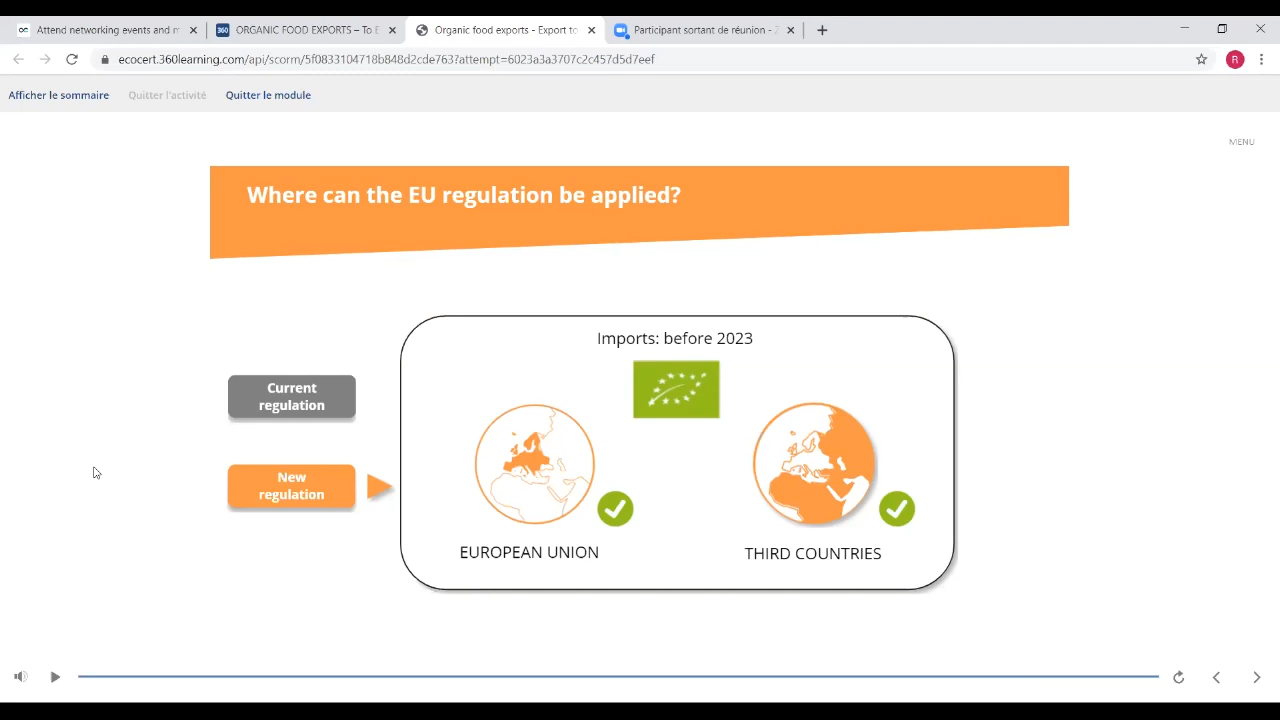 Attend networking events and m
360
ORGANIC FOOD EXPORTS – To E
Organic food exports - Export to
Participant sortant de réunion - Z
ecocert.360learning.com/api/scorm/5f0833104718b848d2cde763?attempt=6023a3a3707c2c457d5d7eef
R
Afficher le sommaire
Quitter l'activité
Quitter le module
MENU
Where can the EU regulation be applied?
Imports: before 2023
Current
regulation
New
regulation
EUROPEAN UNION
THIRD COUNTRIES